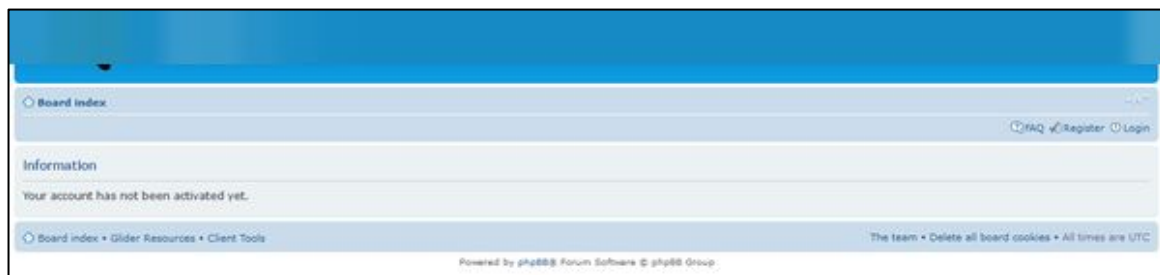 Board index
FAQ Register Login
Information
Your account has not been activated yet.
Board index • Glider Resources • Client Tools
The team • Delete all board cookies • All times are UTC
Powered by phpBB® Forum Software © phpBB Group